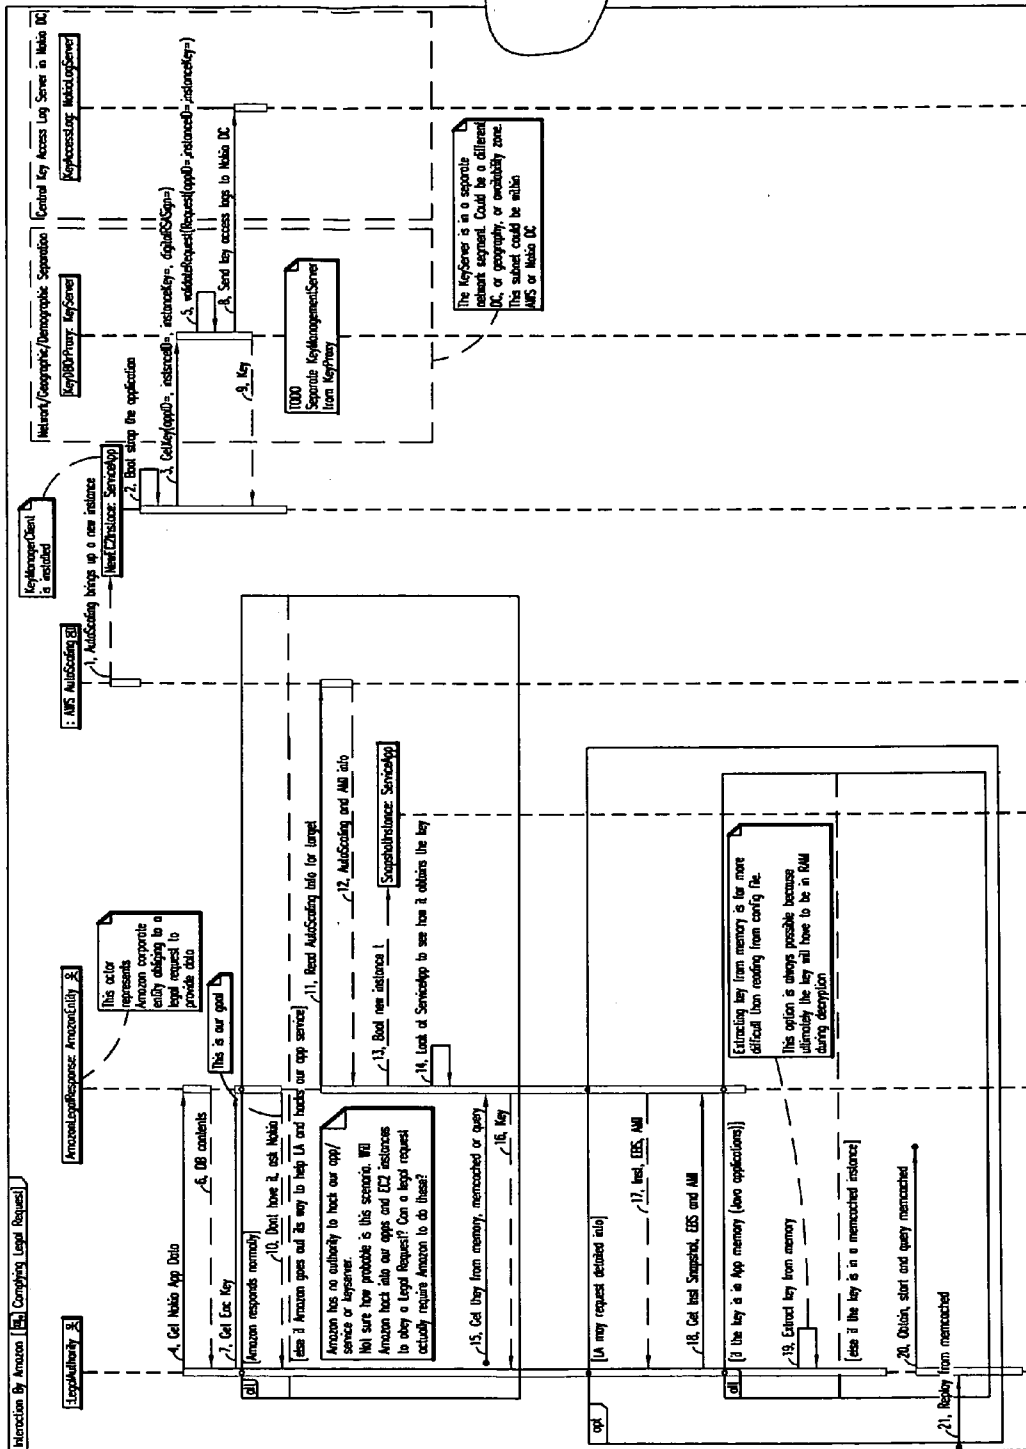 Interaction By Amazon [ Complying Legal Request]
:LegalAuthority
AmazonLegalResponse: AmazonEntity
: AWS AutoScaling
Network/Geographic/Demographic Separation
Central Key Access Log Server in Nokia DC
KeyManagerClient
is installed
NewEC2Instace: ServiceApp
KeyDBOrProxy: KeyServer
KeyAccessLog: NokiaLogServer
This actor
represents
Amazon corporate
entity obliging to a
legal request to
provide data
1, AutoScaling brings up a new instance
2, Boot strap the application
3, GetKey(appID=, instanceID=, instanceKey=, digitalRSASign=)
4, Get Nokia App Data
5, validateRequest(Request(appID=,instanceID=,instanceKey=)
6, DB contents
7, Get Enc Key
8, Send key access logs to Nokia DC
This is our goal
9, Key
alt
[Amazon responds normally]
10, Dont have it, ask Nokia
TODO
Separate KeyManagementServer
from KeyProxy
[else if Amazon goes out its way to help LA and hacks our app service]
11, Read AutoScaling Info for target
Amazon has no authority to hack our app/
service or keyserver.
Not sure how probable is this scenario. Will
Amazon hack into our apps and EC2 instances
to obey a Legal Request? Can a legal request
actually require Amazon to do these?
12, AutoScaling and AMI info
13, Boot new instance t
SnapshotInstance: ServiceApp
14, Look at ServiceApp to see how it obtains the key
The KeyServer is in a separate
network segment. Could be a different
DC, or geography, or availability zone.
This subnet could be within
AWS or Nokia DC
15, Get they from memory, memcached or query
16, Key
opt
[LA may request detailed info]
17, Inst, EBS, AMI
18, Get Inst Snapshot, EBS and AMI
alt
[if the key is in App memory (Java applications)]
Extracting key from memory is far more
difficult than reading from config file.
This option is always possible because
ultimately the key will have to be in RAM
during decryption
19, Extract key from memory
[else if the key is in a memcached instance]
20, Obtain, start and query memcached
21, Replay from memcached